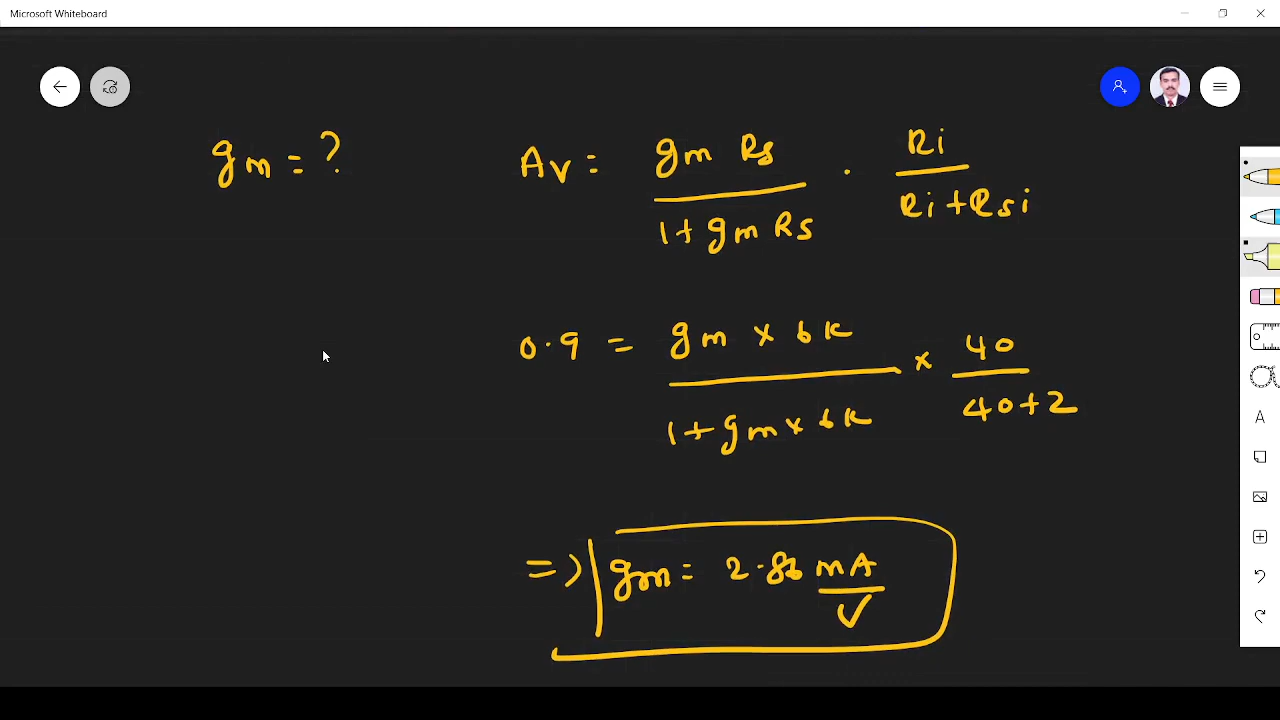 Microsoft Whiteboard
gm = ?
Av = gm Rs / 1 + gm Rs · Ri / Ri + Rsi
0.9 = gm × 6k / 1 + gm × 6k × 40 / 40 + 2
=> gm = 2.86 mA / V
A